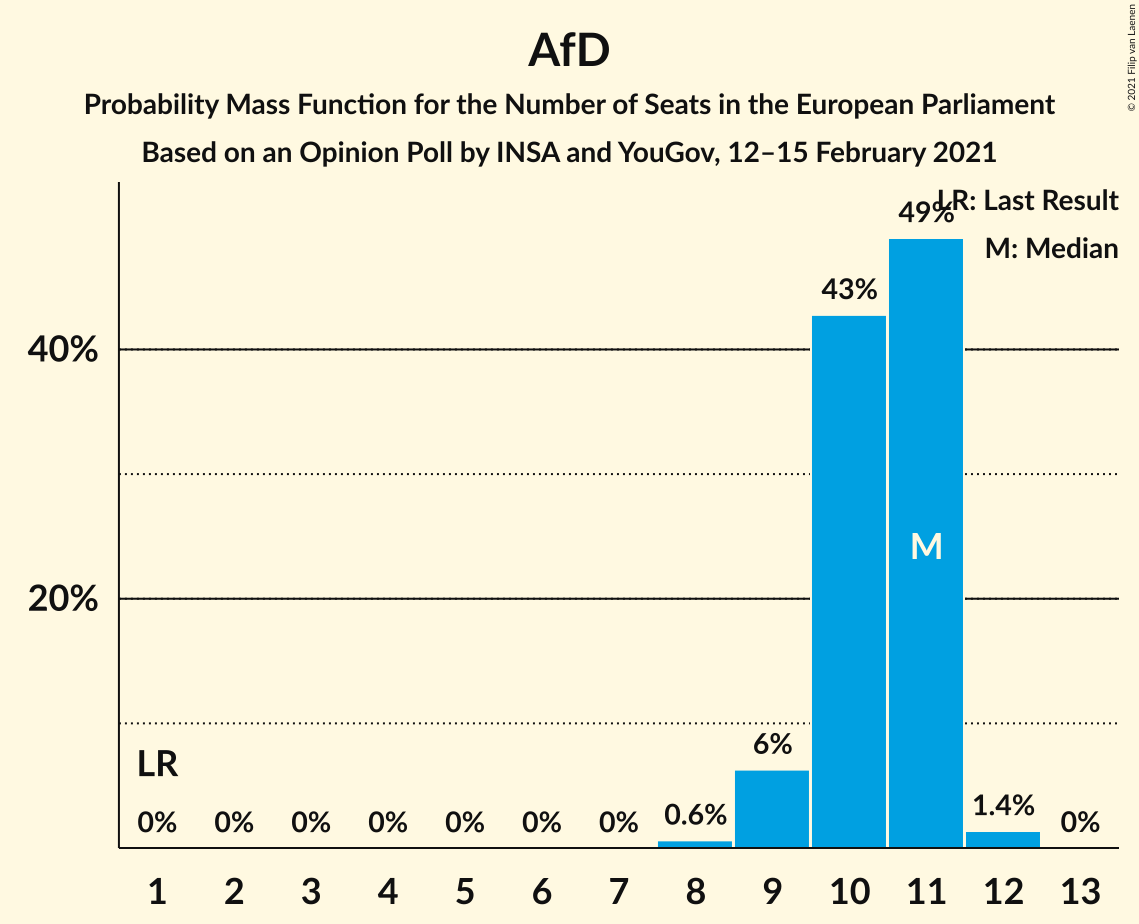 AfD
Probability Mass Function for the Number of Seats in the European Parliament
Based on an Opinion Poll by INSA and YouGov, 12–15 February 2021
© 2021 Filip van Laenen
LR: Last Result
M: Median
49%
43%
40%
M
20%
6%
LR
1.4%
0.6%
0% 0% 0% 0% 0% 0% 0% 0%
1 2 3 4 5 6 7 8 9 10 11 12 13